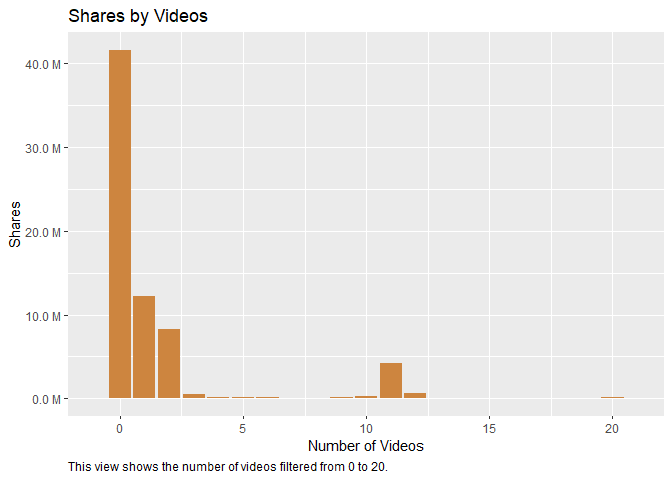 Shares by Videos
40.0 M
30.0 M
20.0 M
10.0 M
0.0 M
Shares
0 5 10 15 20
Number of Videos
This view shows the number of videos filtered from 0 to 20.